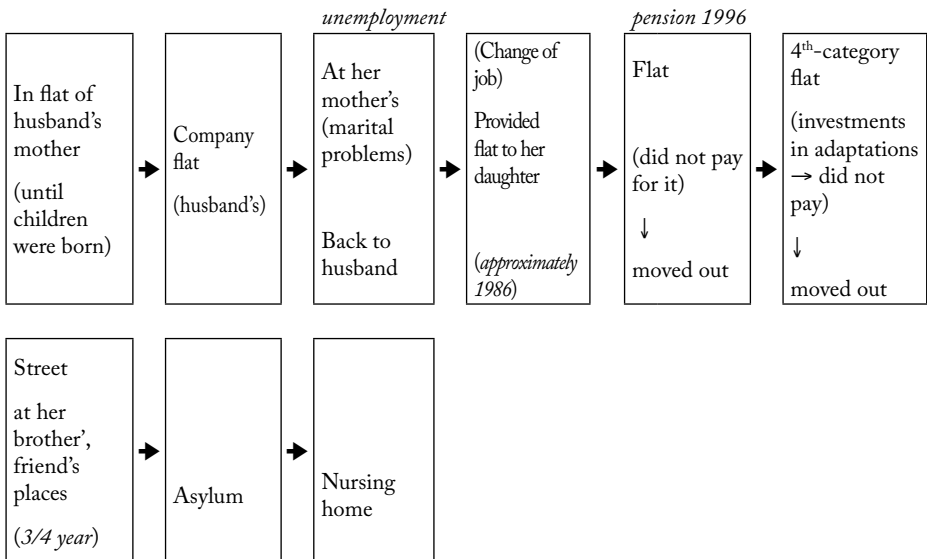 unemployment
pension 1996
In flat of
husband's
mother
(until
children
were born)
Company
flat
(husband's)
At her
mother's
(marital
problems)
Back to
husband
(Change of
job)
Provided
flat to her
daughter
(approximately
1986)
Flat
(did not pay
for it)
↓
moved out
4th-category
flat
(investments
in adaptations
→ did not
pay)
↓
moved out
Street
at her
brother',
friend's
places
(3/4 year)
Asylum
Nursing
home